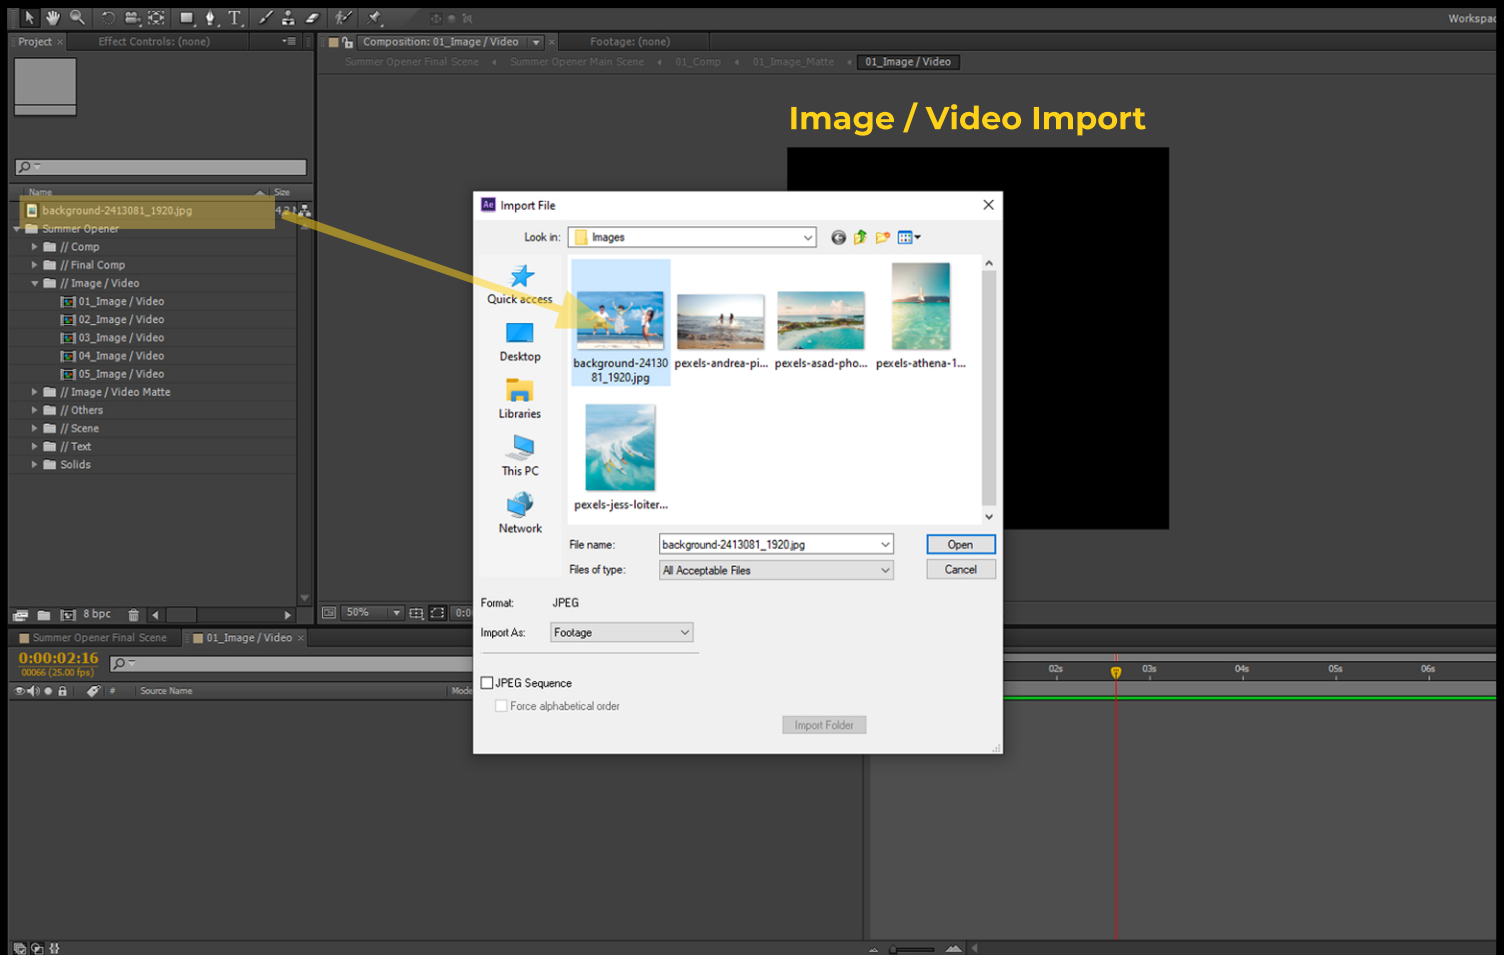 Workspac
Project
Effect Controls: (none)
Composition: 01_Image / Video
Footage: (none)
Summer Opener Final Scene
Summer Opener Main Scene
01_Comp
01_Image_Matte
01_Image / Video
Image / Video Import
Name
Size
background-2413081_1920.jpg
Summer Opener
// Comp
// Final Comp
// Image / Video
01_Image / Video
02_Image / Video
03_Image / Video
04_Image / Video
05_Image / Video
// Image / Video Matte
// Others
// Scene
// Text
Solids
8 bpc
Ae Import File
Look in:
Images
Quick access
Desktop
Libraries
This PC
Network
background-24130
81_1920.jpg
pexels-andrea-pi...
pexels-asad-pho...
pexels-athena-1...
pexels-jess-loiter...
File name:
background-2413081_1920.jpg
Open
Files of type:
All Acceptable Files
Cancel
Format:
JPEG
Import As:
Footage
JPEG Sequence
Force alphabetical order
Import Folder
50%
0:0
Summer Opener Final Scene
01_Image / Video
0:00:02:16
00066 (25.00 fps)
#
Source Name
Mode
02s
03s
04s
05s
06s